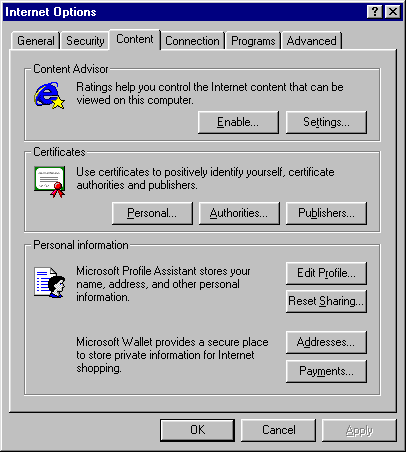 Internet Options
General Security Content Connection Programs Advanced
Content Advisor
Ratings help you control the Internet content that can be
viewed on this computer.
Enable... Settings...
Certificates
Use certificates to positively identify yourself, certificate
authorities and publishers.
Personal... Authorities... Publishers...
Personal information
Microsoft Profile Assistant stores your
name, address, and other personal
information.
Edit Profile...
Reset Sharing...
Microsoft Wallet provides a secure place
to store private information for Internet
shopping.
Addresses...
Payments...
OK Cancel Apply